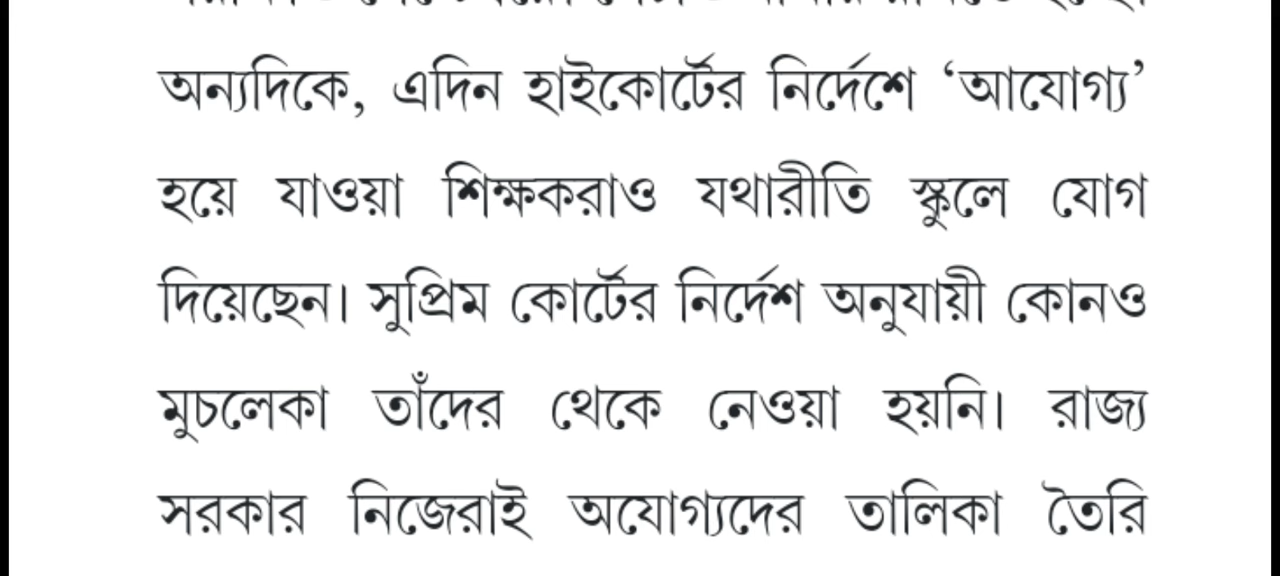 অন্যদিকে, এদিন হাইকোর্টের নির্দেশে ‘আযোগ্য’
হয়ে যাওয়া শিক্ষকরাও যথারীতি স্কুলে যোগ
দিয়েছেন। সুপ্রিম কোর্টের নির্দেশ অনুযায়ী কোনও
মুচলেকা তাঁদের থেকে নেওয়া হয়নি। রাজ্য
সরকার নিজেরাই অযোগ্যদের তালিকা তৈরি